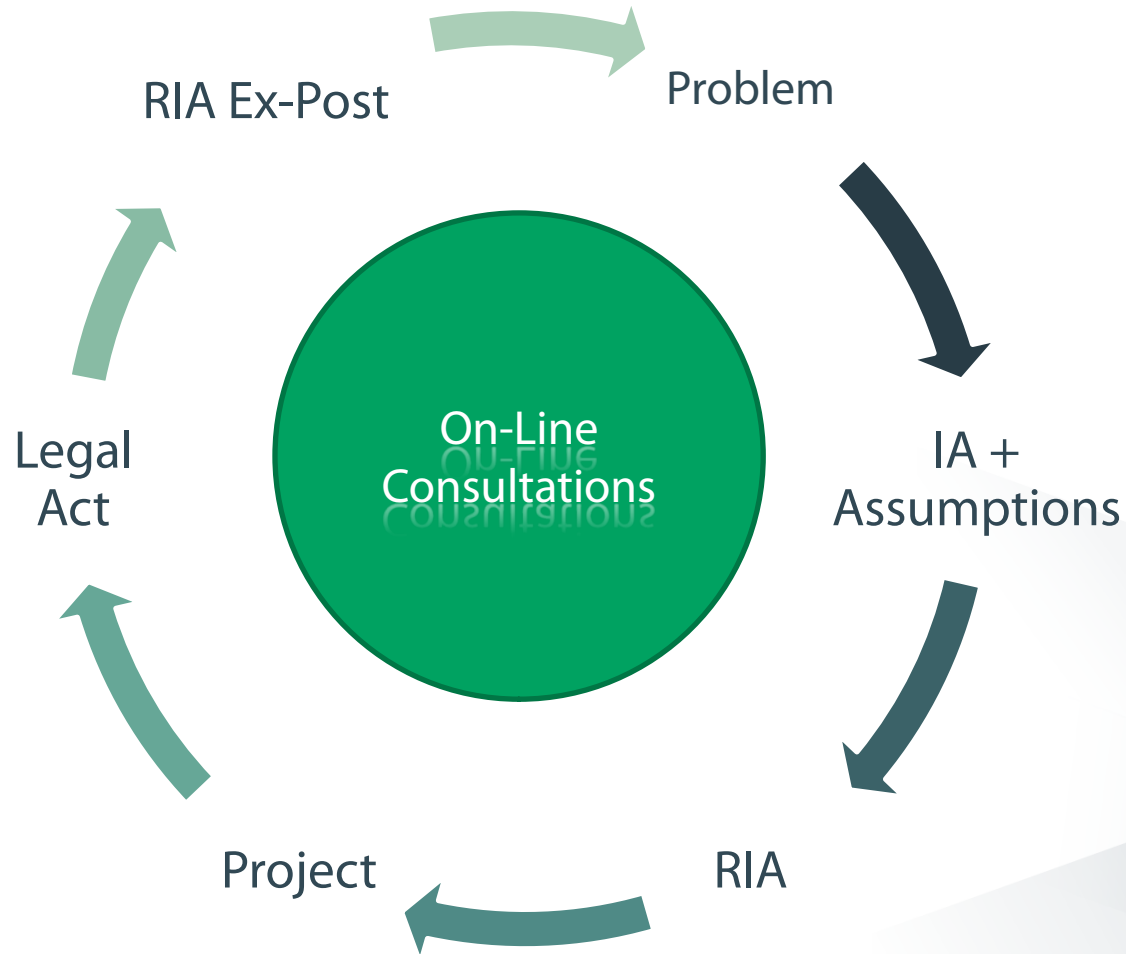 RIA Ex-Post
Problem
On-Line
Consultations
Legal
Act
IA +
Assumptions
Project
RIA